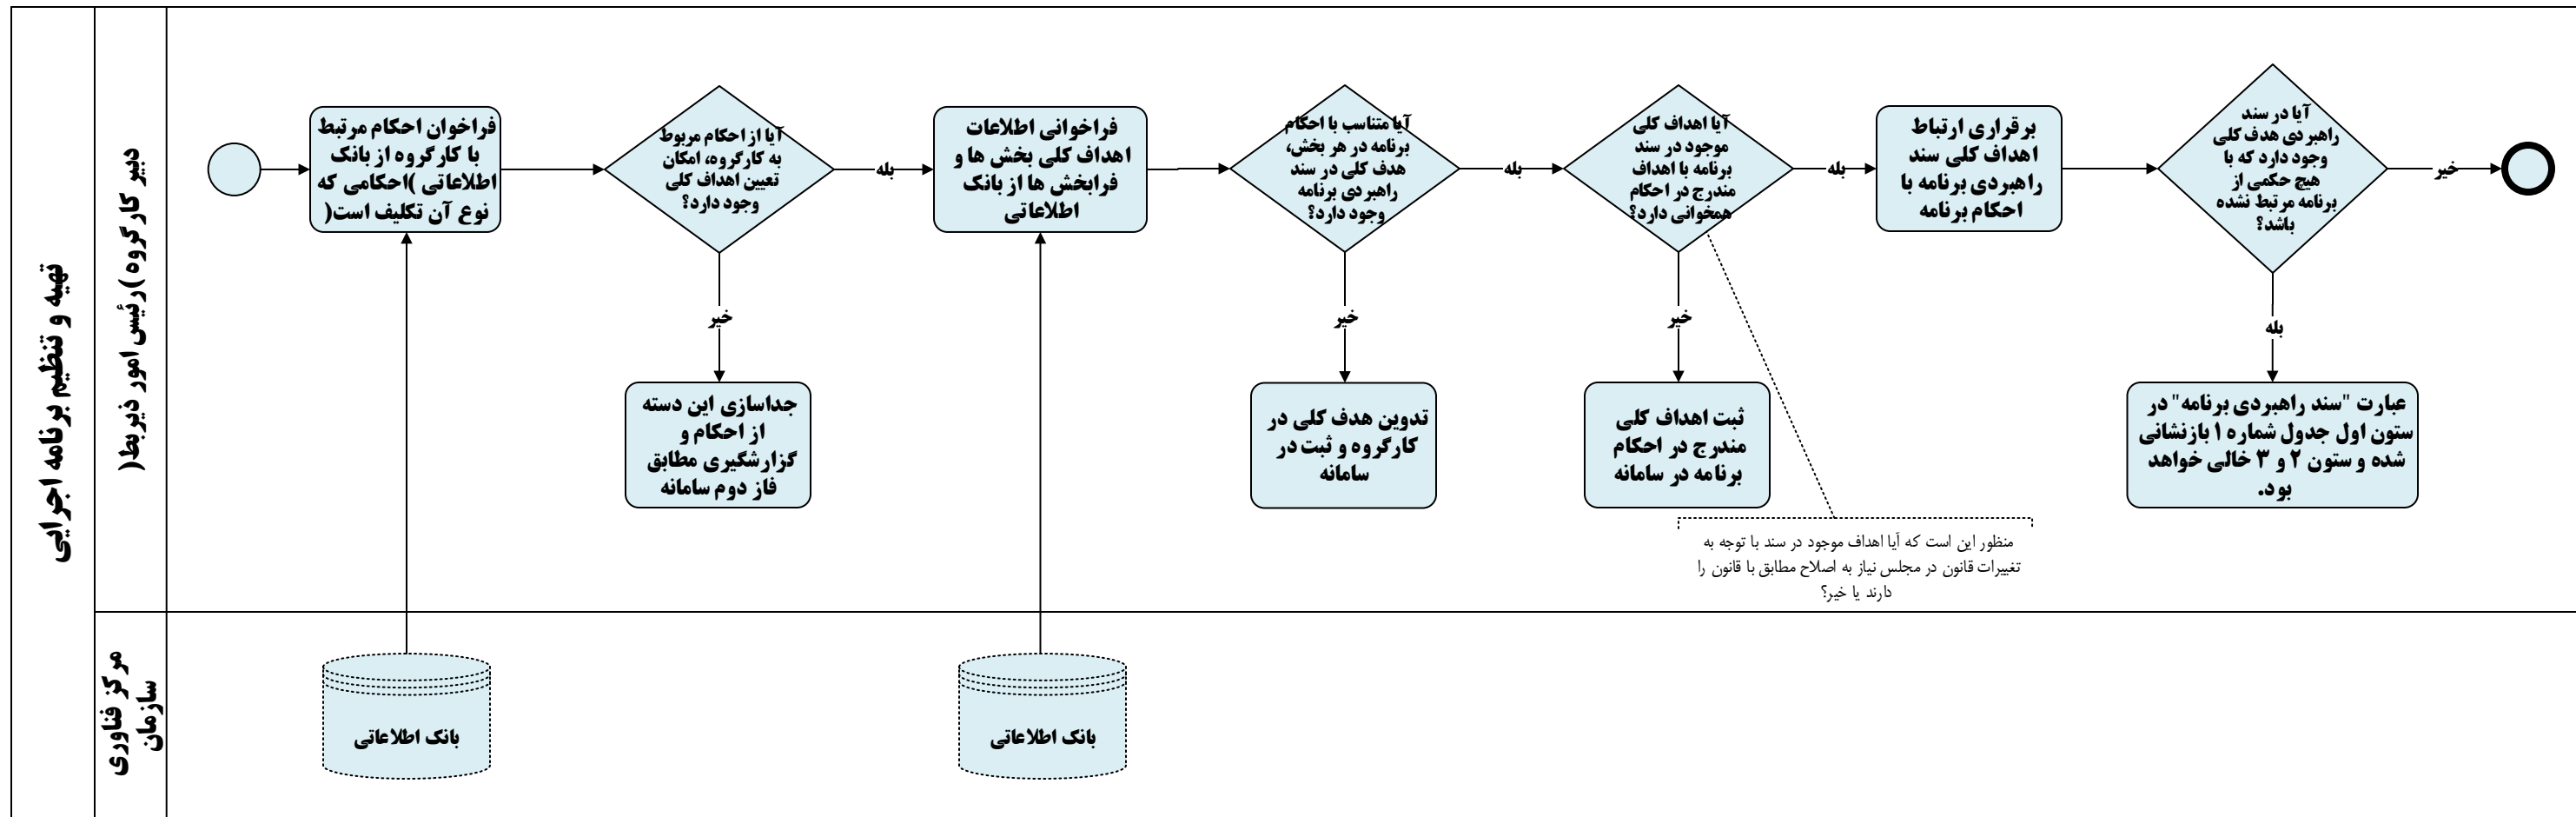 تهیه و تنظیم برنامه اجرایی
دبیر کارگروه )رئیس امور ذیربط(
فراخوان احکام مرتبط
با کارگروه از بانک
اطلاعاتی )احکامی که
نوع آن تکلیف است(
آیا از احکام مربوط
به کارگروه، امکان
تعیین اهداف کلی
وجود دارد؟
بله
خیر
جداسازی این دسته
از احکام و
گزارشگیری مطابق
فاز دوم سامانه
فراخوانی اطلاعات
اهداف کلی بخش ها و
فرابخش ها از بانک
اطلاعاتی
آیا متناسب با احکام
برنامه در هر بخش،
هدف کلی در سند
راهبردی برنامه
وجود دارد؟
بله
خیر
تدوین هدف کلی در
کارگروه و ثبت در
سامانه
آیا اهداف کلی
موجود در سند
برنامه با اهداف
مندرج در احکام
همخوانی دارد؟
بله
خیر
ثبت اهداف کلی
مندرج در احکام
برنامه در سامانه
منظور این است که آیا اهداف موجود در سند با توجه به
تغییرات قانون در مجلس نیاز به اصلاح مطابق با قانون را
دارند یا خیر؟
برقراری ارتباط
اهداف کلی سند
راهبردی برنامه با
احکام برنامه
آیا در سند
راهبردی هدف کلی
وجود دارد که با
هیچ حکمی از
برنامه مرتبط نشده
باشد؟
خیر
بله
عبارت "سند راهبردی برنامه" در
ستون اول جدول شماره ۱ بازنشانی
شده و ستون ۲ و ۳ خالی خواهد
بود.
مرکز فناوری
سازمان
بانک اطلاعاتی
بانک اطلاعاتی